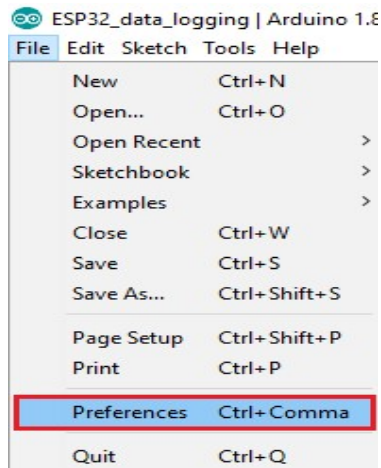 ESP32_data_logging | Arduino 1.8
File Edit Sketch Tools Help
New Ctrl+N
Open... Ctrl+O
Open Recent >
Sketchbook >
Examples >
Close Ctrl+W
Save Ctrl+S
Save As... Ctrl+Shift+S
Page Setup Ctrl+Shift+P
Print Ctrl+P
Preferences Ctrl+Comma
Quit Ctrl+Q